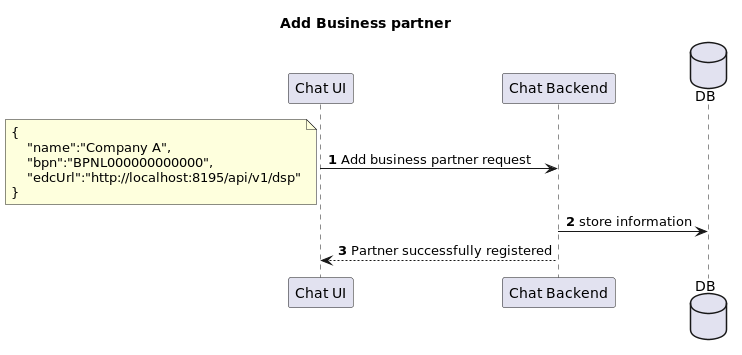 Add Business partner
Chat UI
Chat Backend
DB
{
    "name":"Company A",
    "bpn":"BPNL000000000000",
    "edcUrl":"http://localhost:8195/api/v1/dsp"
}
1 Add business partner request
2 store information
3 Partner successfully registered
Chat UI
Chat Backend
DB